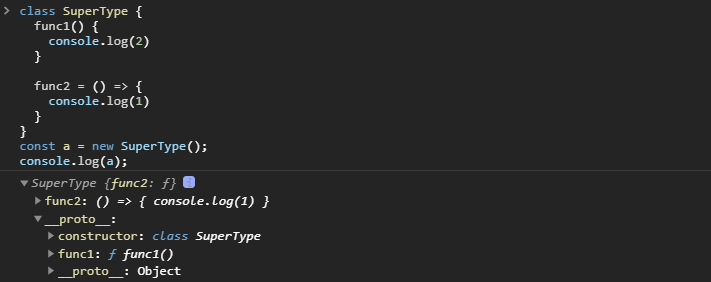 class SuperType {
func1() {
console.log(2)
}
func2 = () => {
console.log(1)
}
}
const a = new SuperType();
console.log(a);
SuperType {func2: ƒ} i
func2: () => { console.log(1) }
__proto__:
constructor: class SuperType
func1: ƒ func1()
__proto__: Object